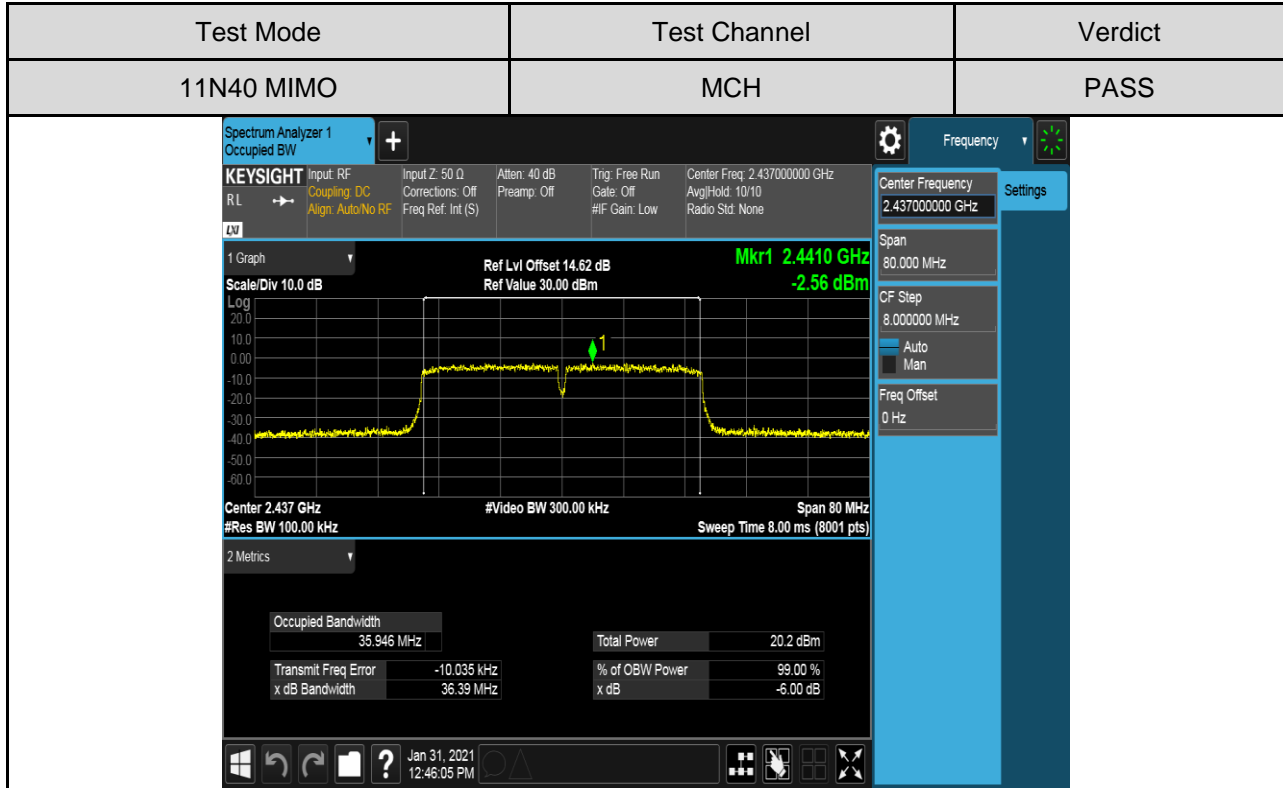 Test Mode Test Channel Verdict
11N40 MIMO MCH PASS
Spectrum Analyzer 1
Occupied BW
+
Frequency
KEYSIGHT Input: RF Input Z: 50 Ω Atten: 40 dB Trig: Free Run Center Freq: 2.437000000 GHz
RL Coupling: DC Corrections: Off Preamp: Off Gate: Off Avg|Hold: 10/10
Align: Auto/No RF Freq Ref: Int (S) #IF Gain: Low Radio Std: None
LXI
Center Frequency
2.437000000 GHz
Settings
Span
80.000 MHz
CF Step
8.000000 MHz
Auto
Man
Freq Offset
0 Hz
1 Graph Ref Lvl Offset 14.62 dB Mkr1 2.4410 GHz
Scale/Div 10.0 dB Ref Value 30.00 dBm -2.56 dBm
Log
20.0
10.0
1
0.00
-10.0
-20.0
-30.0
-40.0
-50.0
-60.0
Center 2.437 GHz #Video BW 300.00 kHz Span 80 MHz
#Res BW 100.00 kHz Sweep Time 8.00 ms (8001 pts)
2 Metrics
Occupied Bandwidth
35.946 MHz Total Power 20.2 dBm
Transmit Freq Error -10.035 kHz % of OBW Power 99.00 %
x dB Bandwidth 36.39 MHz x dB -6.00 dB
? Jan 31, 2021
12:46:05 PM